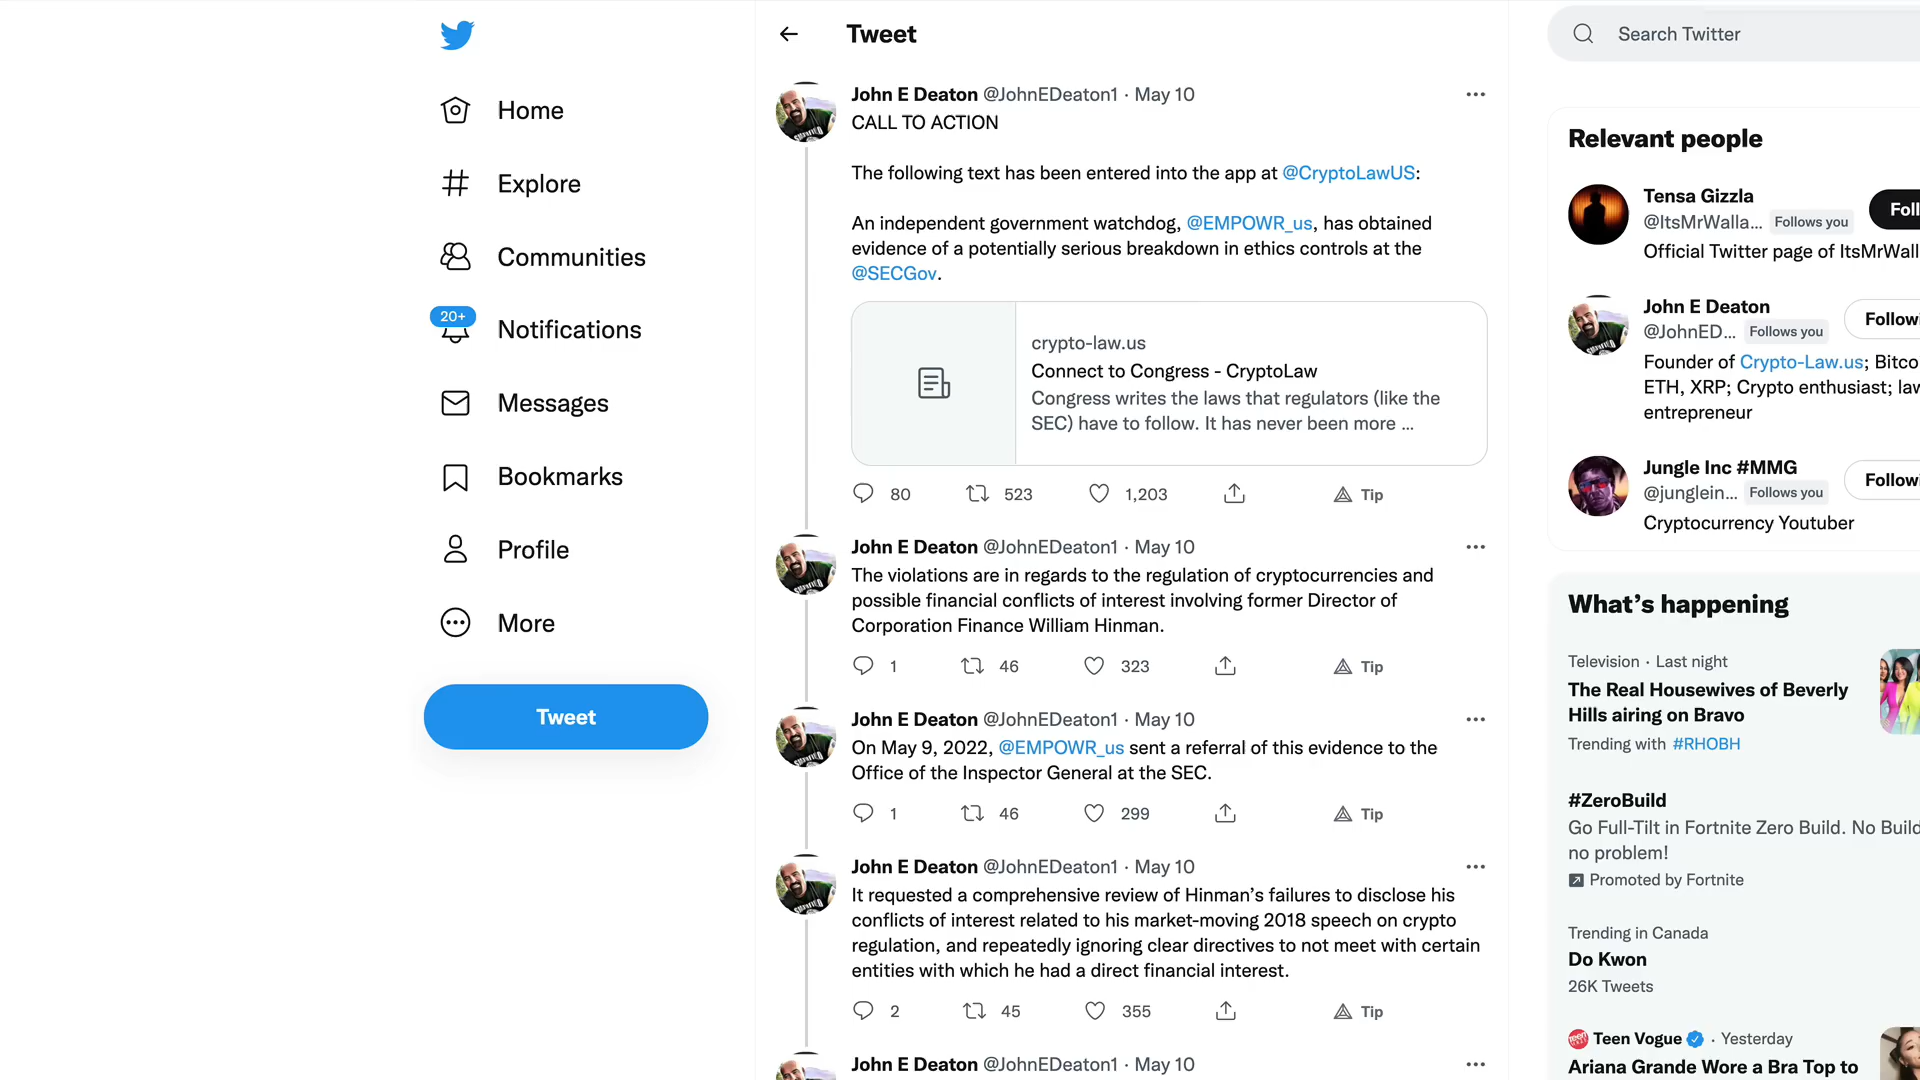 Home
Explore
Communities
20+
Notifications
Messages
Bookmarks
Profile
More
Tweet
Tweet
John E Deaton @JohnEDeaton1 · May 10
CALL TO ACTION
The following text has been entered into the app at @CryptoLawUS:
An independent government watchdog, @EMPOWR_us, has obtained
evidence of a potentially serious breakdown in ethics controls at the
@SECGov.
crypto-law.us
Connect to Congress - CryptoLaw
Congress writes the laws that regulators (like the
SEC) have to follow. It has never been more ...
80 523 1,203 Tip
John E Deaton @JohnEDeaton1 · May 10
The violations are in regards to the regulation of cryptocurrencies and
possible financial conflicts of interest involving former Director of
Corporation Finance William Hinman.
1 46 323 Tip
John E Deaton @JohnEDeaton1 · May 10
On May 9, 2022, @EMPOWR_us sent a referral of this evidence to the
Office of the Inspector General at the SEC.
1 46 299 Tip
John E Deaton @JohnEDeaton1 · May 10
It requested a comprehensive review of Hinman's failures to disclose his
conflicts of interest related to his market-moving 2018 speech on crypto
regulation, and repeatedly ignoring clear directives to not meet with certain
entities with which he had a direct financial interest.
2 45 355 Tip
John E Deaton @JohnEDeaton1 · May 10
Search Twitter
Relevant people
Tensa Gizzla
@ItsMrWalla... Follows you
Foll
Official Twitter page of ItsMrWall
John E Deaton
@JohnED... Follows you
Followi
Founder of Crypto-Law.us; Bitco
ETH, XRP; Crypto enthusiast; law
entrepreneur
Jungle Inc #MMG
@junglein... Follows you
Followi
Cryptocurrency Youtuber
What's happening
Television · Last night
The Real Housewives of Beverly
Hills airing on Bravo
Trending with #RHOBH
#ZeroBuild
Go Full-Tilt in Fortnite Zero Build. No Build
no problem!
Promoted by Fortnite
Trending in Canada
Do Kwon
26K Tweets
Teen Vogue · Yesterday
Ariana Grande Wore a Bra Top to